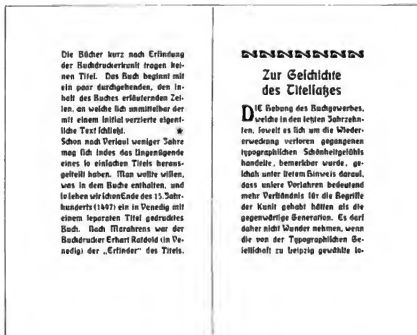 Die Bücher kurz nach Erfindung
der Buchdruckerkunst tragen kei-
nen Titel. Das Buch beginnt mit
ein paar durchgehenden, den In-
halt des Buches erläuternden Zei-
len, an welche sich unmittelbar der
mit einem Initial verzierte eigent-
liche Text schließt.
Schon nach Verlauf weniger Jahre
mag sich indes das Ungenügende
eines so einfachen Titels heraus-
gestellt haben. Man wollte wissen,
was in dem Buche enthalten, und
so sehen wir schon Ende des 15. Jahr-
hunderts (1497) ein in Venedig mit
einem separaten Titel gedrucktes
Buch. Nach Marahrens war der
Buchdrucker Erhart Ratdold (in Ve-
nedig) der „Erfinder“ des Titels.
Zur Geschichte
des Titelsatzes
DIE Hebung des Buchgewerbes,
welche in den letzten Jahrzehn-
ten, soweit es sich um die Wieder-
erweckung verloren gegangenen
typographischen Schönheitsgefühls
handelte, bemerkbar wurde, ge-
schah unter stetem Hinweis darauf,
dass unsere Vorfahren bedeutend
mehr Verständnis für die Begriffe
der Kunst gehabt hätten als die
gegenwärtige Generation. Es darf
daher nicht Wunder nehmen, wenn
die von der Typographischen Ge-
sellschaft zu Leipzig gewählte so-